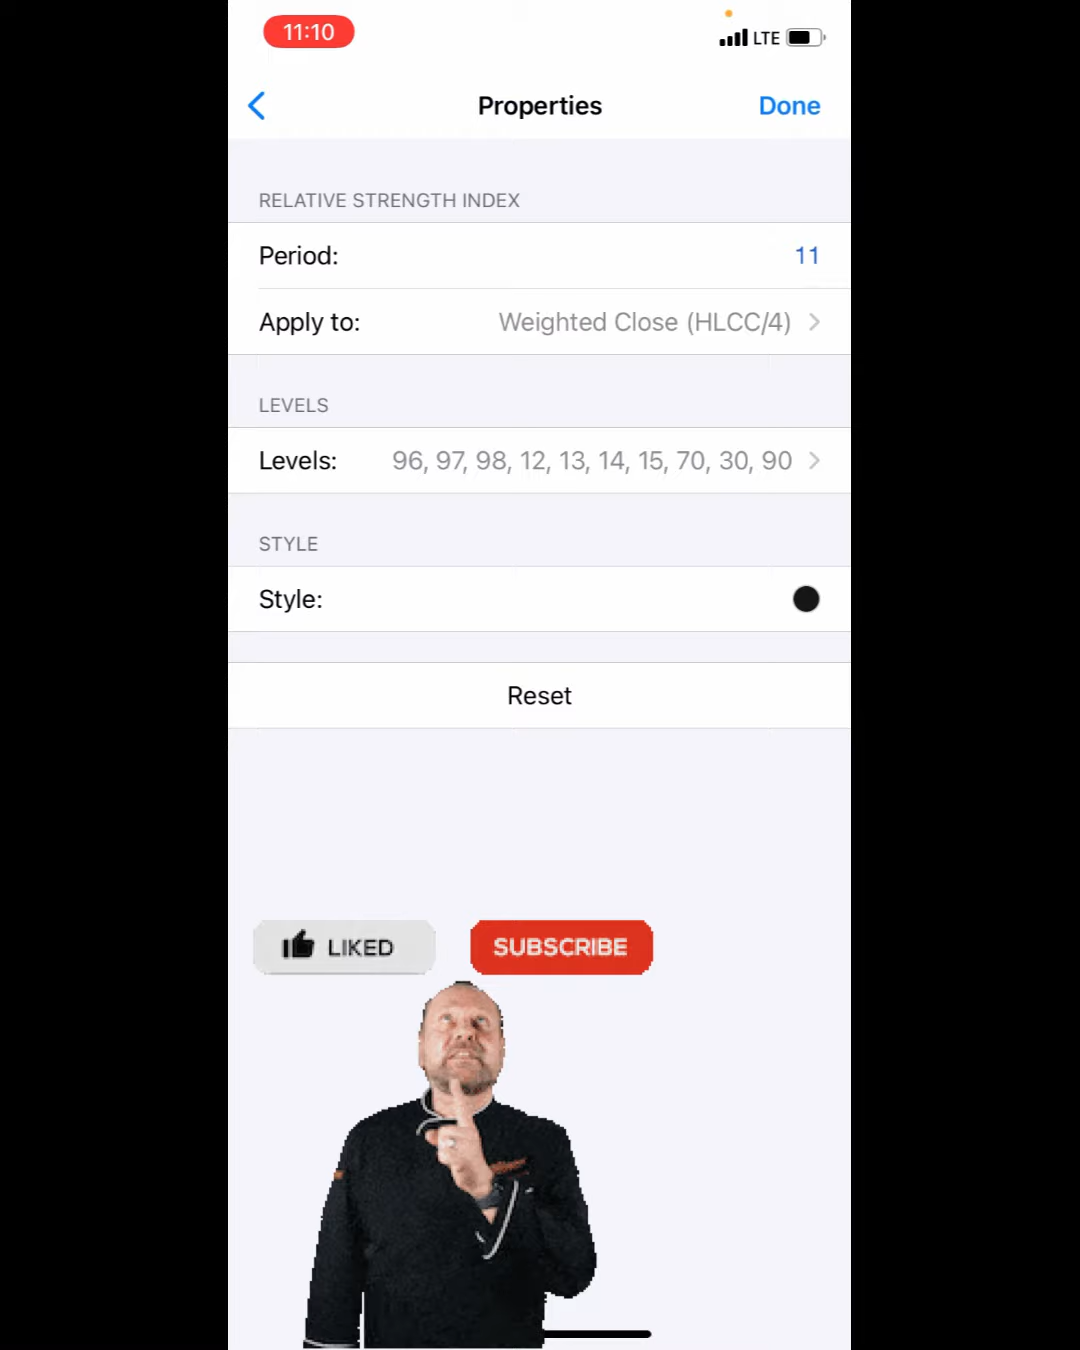 11:10
LTE
Properties
Done
RELATIVE STRENGTH INDEX
Period: 11
Apply to: Weighted Close (HLCC/4)
LEVELS
Levels: 96, 97, 98, 12, 13, 14, 15, 70, 30, 90
STYLE
Style:
Reset
LIKED
SUBSCRIBE